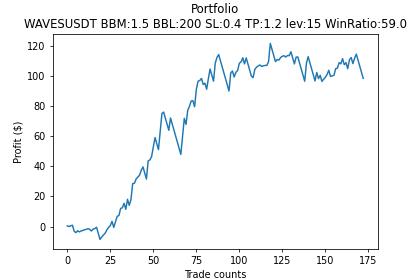 Portfolio
WAVESUSDT BBM:1.5 BBL:200 SL:0.4 TP:1.2 lev:15 WinRatio:59.0
120
100
80
60
40
20
0
Profit ($)
0 25 50 75 100 125 150 175
Trade counts